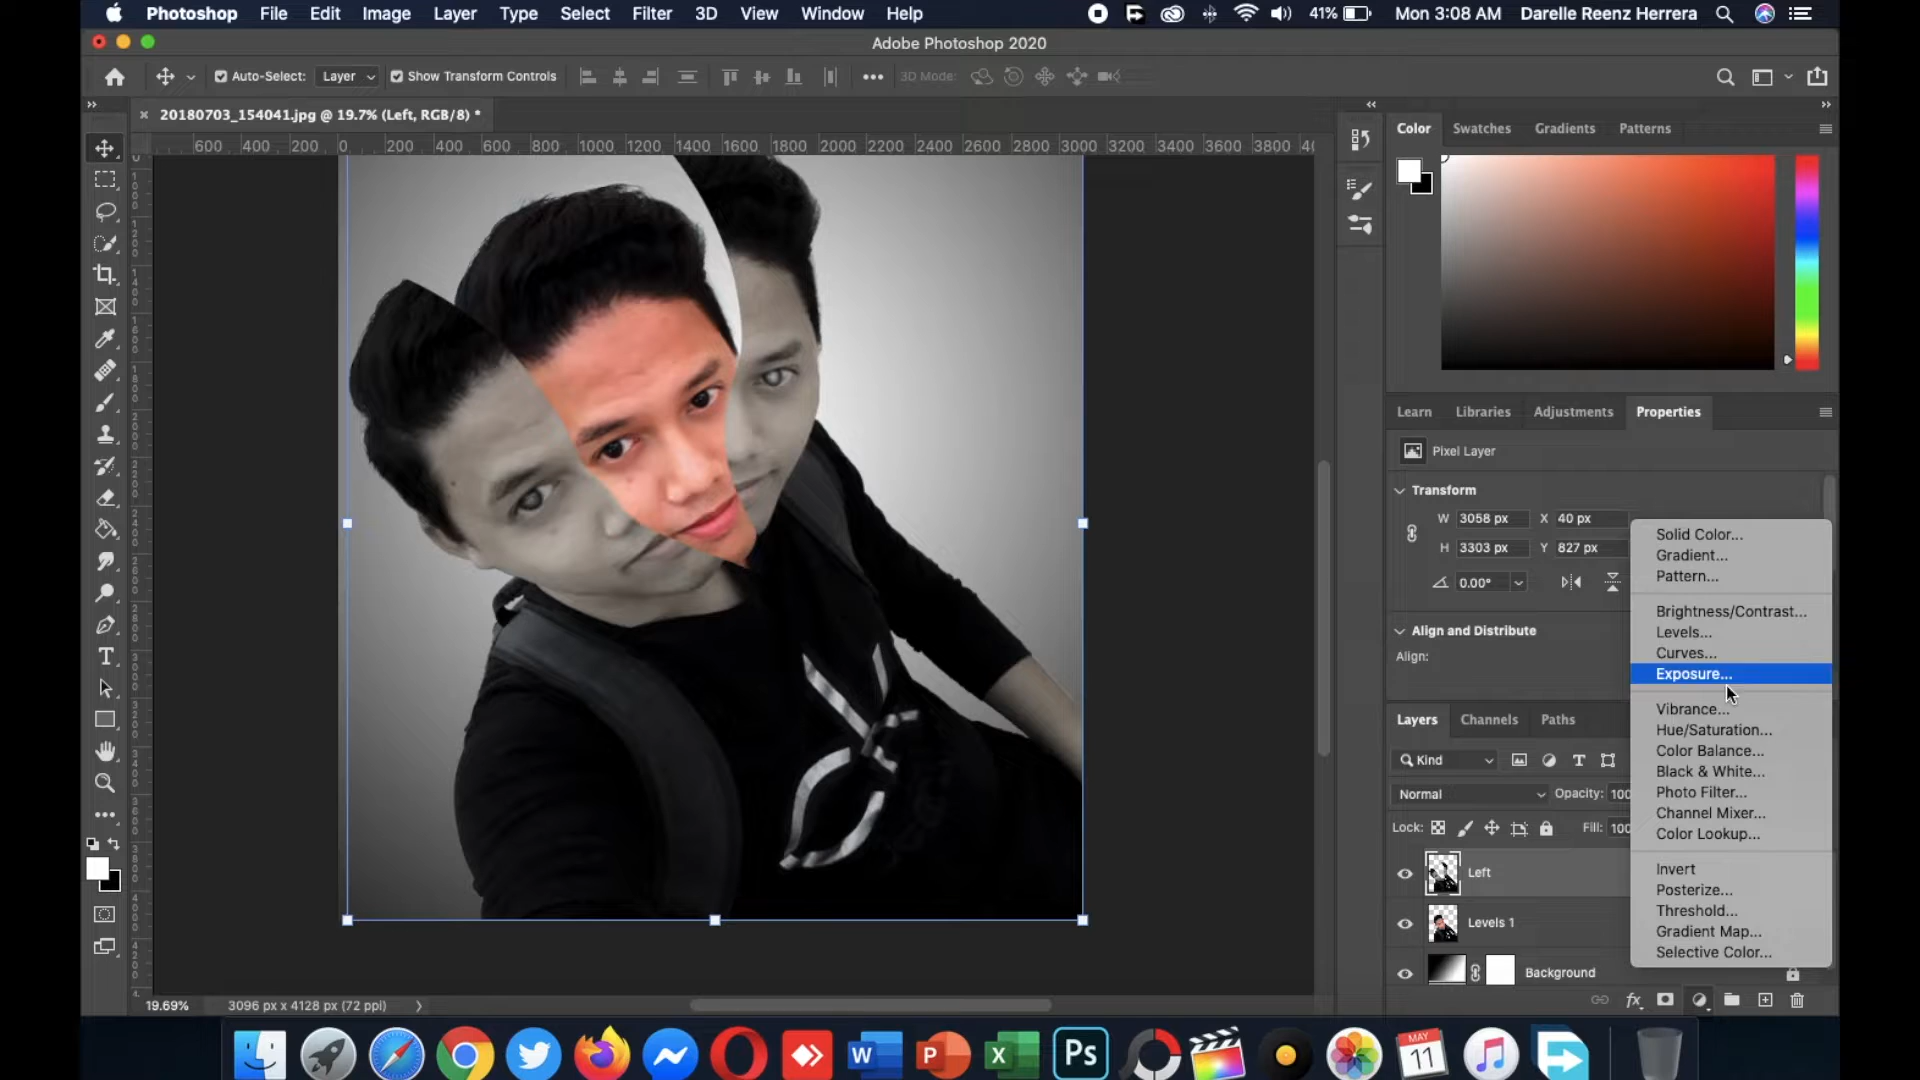 Photoshop File Edit Image Layer Type Select Filter 3D View Window Help 41% Mon 3:08 AM Darelle Reenz Herrera
Adobe Photoshop 2020
Auto-Select: Layer Show Transform Controls 3D Mode:
20180703_154041.jpg @ 19.7% (Left, RGB/8) *
600 400 200 0 200 400 600 800 1000 1200 1400 1600 1800 2000 2200 2400 2600 2800 3000 3200 3400 3600 3800
Color Swatches Gradients Patterns
Learn Libraries Adjustments Properties
Pixel Layer
Transform
W 3058 px X 40 px
H 3303 px Y 827 px
0.00°
Align and Distribute
Align:
Solid Color...
Gradient...
Pattern...
Brightness/Contrast...
Levels...
Curves...
Exposure...
Vibrance...
Hue/Saturation...
Color Balance...
Black & White...
Photo Filter...
Channel Mixer...
Color Lookup...
Invert
Posterize...
Threshold...
Gradient Map...
Selective Color...
Layers Channels Paths
Kind
Normal Opacity: 100
Lock: Fill: 100
Left
Levels 1
Background
19.69% 3096 px x 4128 px (72 ppi)
W P X Ps MAY 11